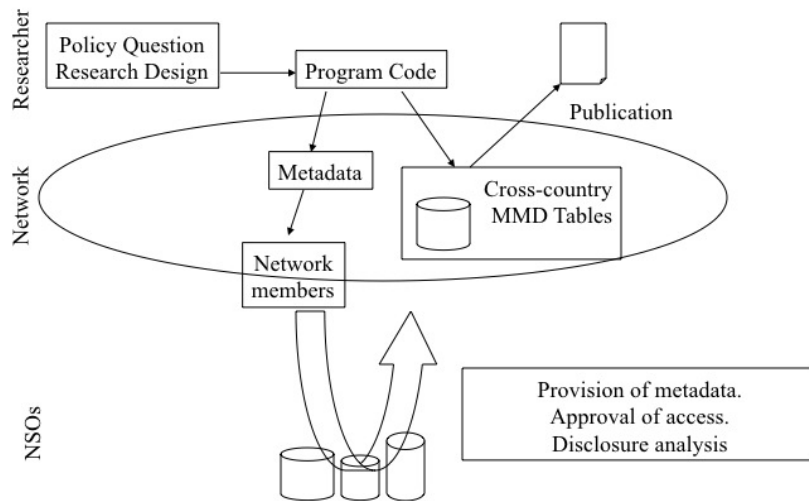 Researcher
Policy Question
Research Design
Program Code
Publication
Network
Metadata
Cross-country
MMD Tables
Network
members
NSOs
Provision of metadata.
Approval of access.
Disclosure analysis